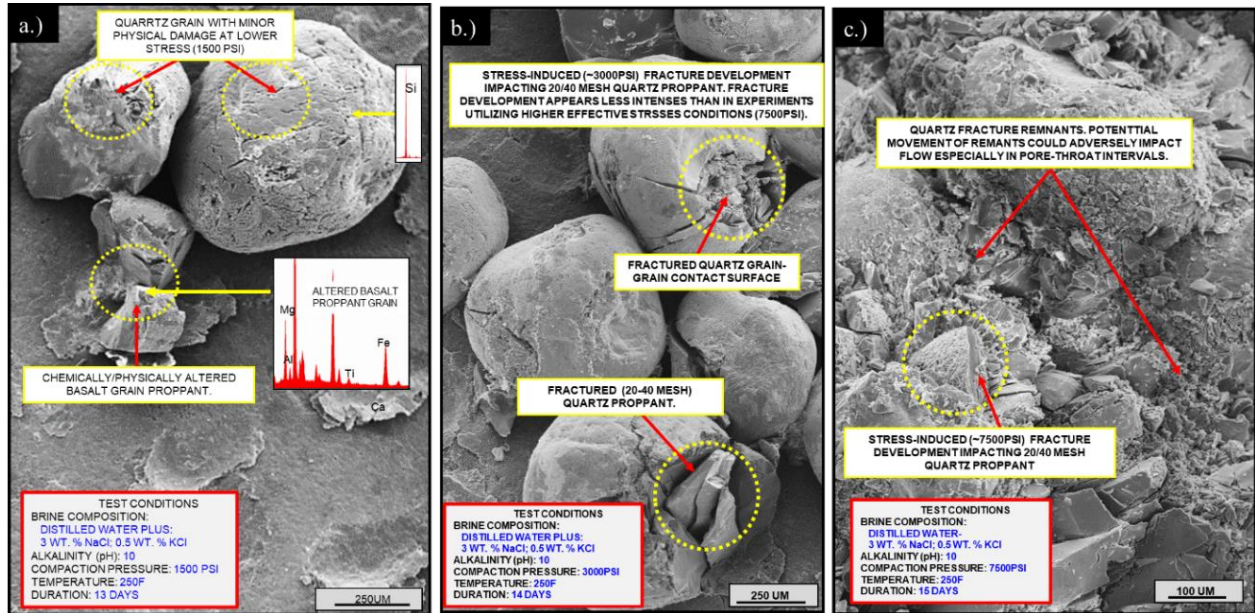 a.)
QUARRTZ GRAIN WITH MINOR
PHYSICAL DAMAGE AT LOWER
STRESS (1500 PSI)
Si
ALTERED BASALT
PROPPANT GRAIN
Mg
Al
Ti
Fe
Ca
CHEMICALLY/PHYSICALLY ALTERED
BASALT GRAIN PROPPANT.
TEST CONDITIONS
BRINE COMPOSITION:
DISTILLED WATER PLUS:
3 WT. % NaCl; 0.5 WT. % KCl
ALKALINITY (pH): 10
COMPACTION PRESSURE: 1500 PSI
TEMPERATURE: 250F
DURATION: 13 DAYS
250UM
b.)
STRESS-INDUCED (~3000PSI) FRACTURE DEVELOPMENT
IMPACTING 20/40 MESH QUARTZ PROPPANT. FRACTURE
DEVELOPMENT APPEARS LESS INTENSES THAN IN EXPERIMENTS
UTILIZING HIGHER EFFECTIVE STRSSES CONDITIONS (7500PSI).
FRACTURED QUARTZ GRAIN-
GRAIN CONTACT SURFACE
FRACTURED (20-40 MESH)
QUARTZ PROPPANT.
TEST CONDITIONS
BRINE COMPOSITION:
DISTILLED WATER PLUS:
3 WT. % NaCl; 0.5 WT. % KCl
ALKALINITY (pH): 10
COMPACTION PRESSURE: 3000PSI
TEMPERATURE: 250F
DURATION: 14 DAYS
250 UM
c.)
QUARTZ FRACTURE REMNANTS. POTENTTIAL
MOVEMENT OF REMANTS COULD ADVERSELY IMPACT
FLOW ESPECIALLY IN PORE-THROAT INTERVALS.
STRESS-INDUCED (~7500PSI) FRACTURE
DEVELOPMENT IMPACTING 20/40 MESH
QUARTZ PROPPANT
TEST CONDITIONS
BRINE COMPOSITION:
DISTILLED WATER-
3 WT. % NaCl; 0.5 WT. % KCl
ALKALINITY (pH): 10
COMPACTION PRESSURE: 7500PSI
TEMPERATURE: 250F
DURATION: 15 DAYS
100 UM